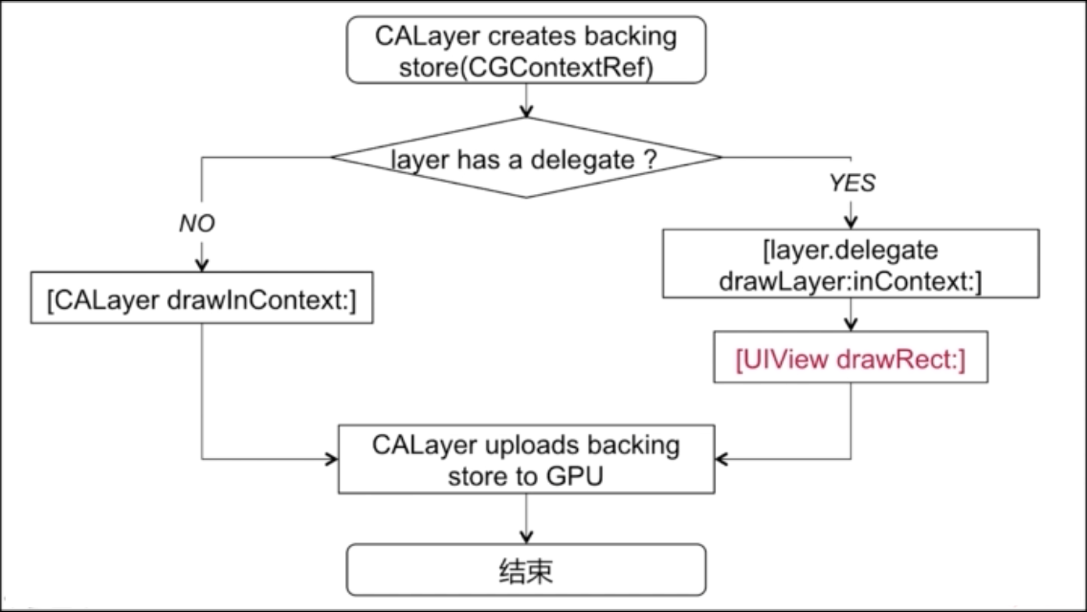 CALayer creates backing
store(CGContextRef)
layer has a delegate ?
YES
NO
[layer.delegate
drawLayer:inContext:]
[CALayer drawInContext:]
[UIView drawRect:]
CALayer uploads backing
store to GPU
结束